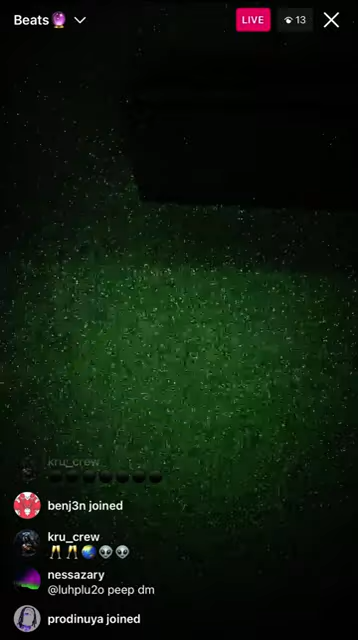 Beats🔮
LIVE
13
kru_crew
benj3n joined
kru_crew
🥂🥂🌏👽👽
nessazary
@luhplu2o peep dm
prodinuya joined